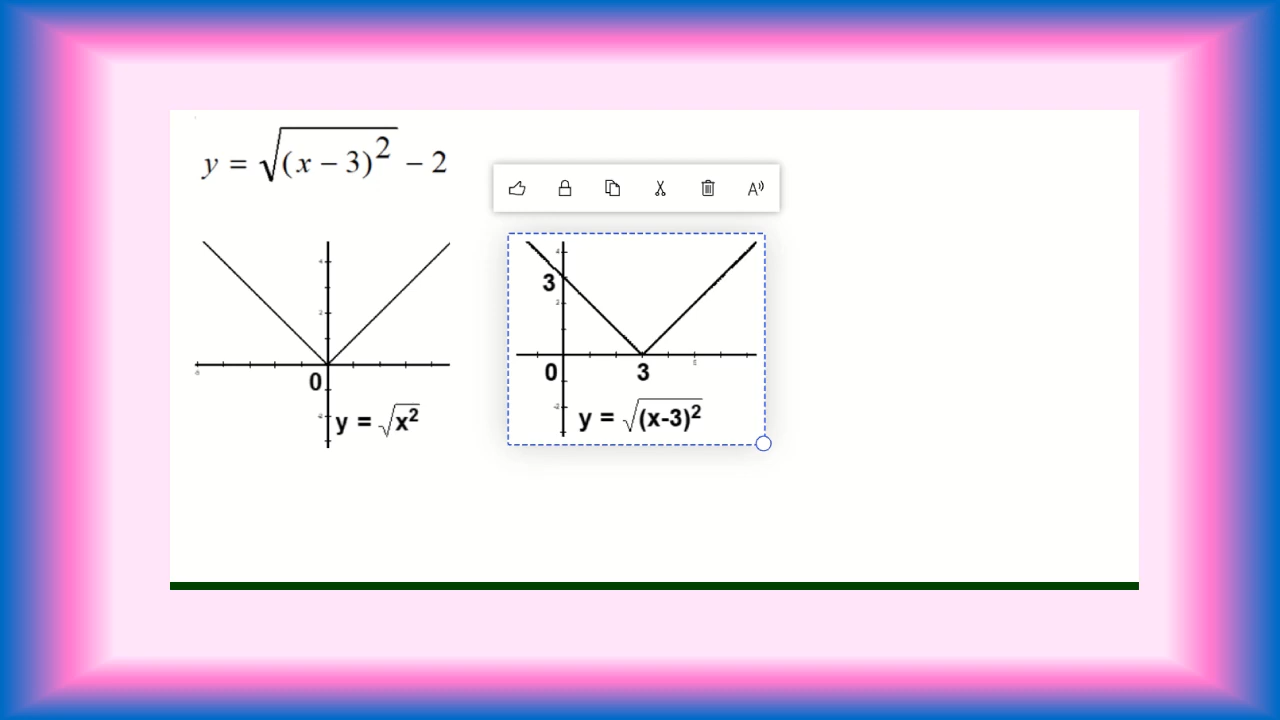 y = √(x − 3)² − 2
3
0
y = √x²
0
3
y = √(x-3)²